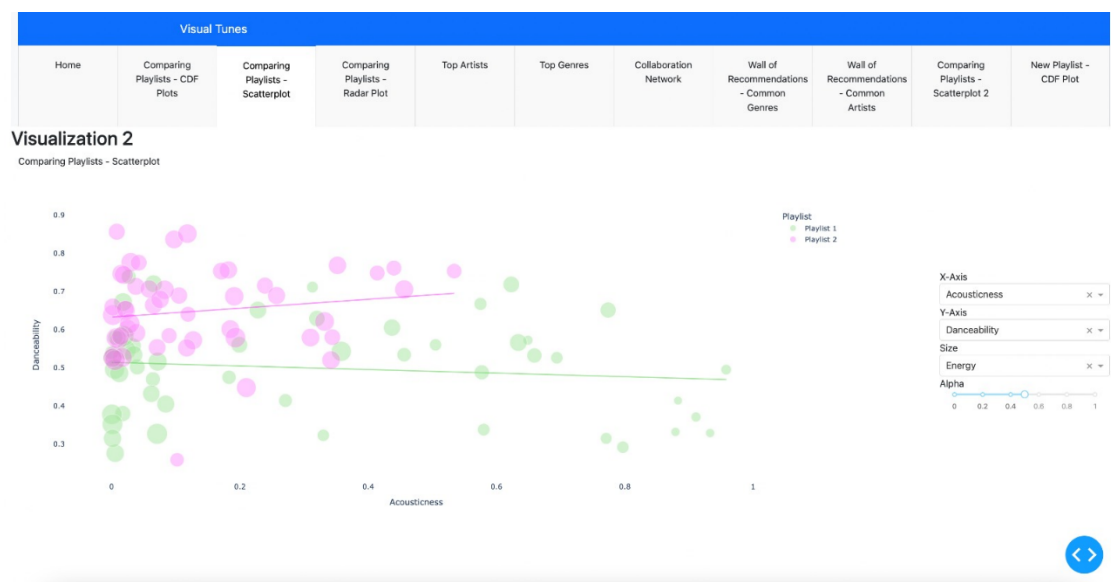 Visual Tunes
Home
Comparing
Playlists - CDF
Plots
Comparing
Playlists -
Scatterplot
Comparing
Playlists -
Radar Plot
Top Artists
Top Genres
Collaboration
Network
Wall of
Recommendations
- Common
Genres
Wall of
Recommendations
- Common
Artists
Comparing
Playlists -
Scatterplot 2
New Playlist -
CDF Plot
Visualization 2
Comparing Playlists - Scatterplot
Playlist
Playlist 1
Playlist 2
0.9
0.8
0.7
0.6
0.5
0.4
0.3
Danceability
0 0.2 0.4 0.6 0.8 1
Acousticness
X-Axis
Acousticness
Y-Axis
Danceability
Size
Energy
Alpha
0 0.2 0.4 0.6 0.8 1